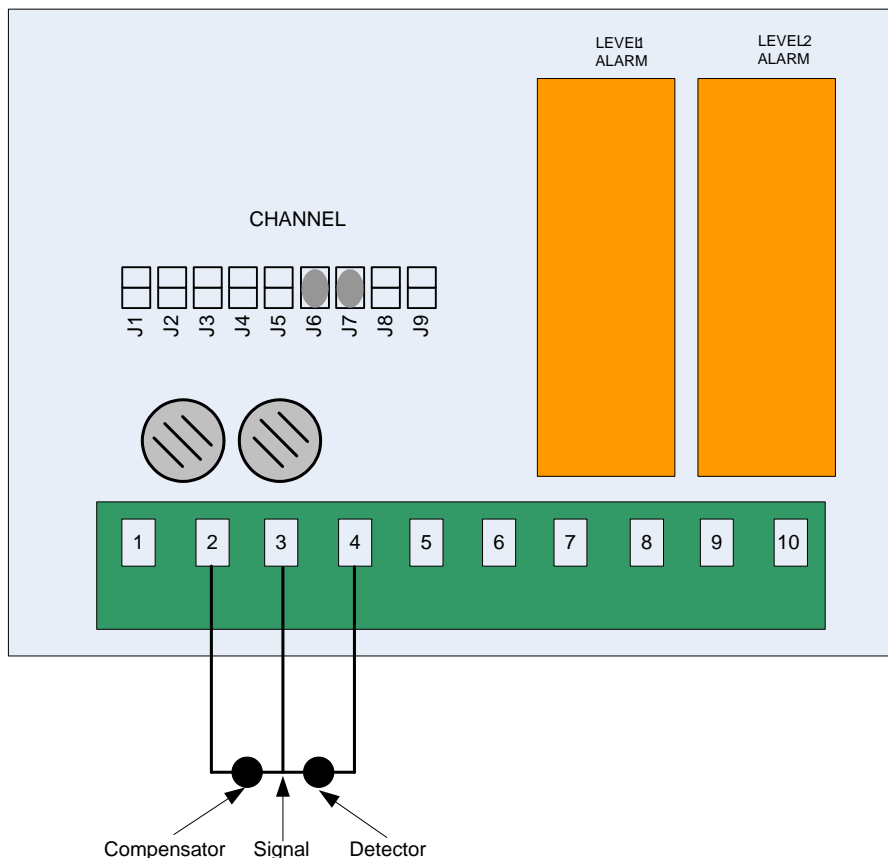 LEVEL1
ALARM
LEVEL2
ALARM
CHANNEL
J1 J2 J3 J4 J5 J6 J7 J8 J9
1 2 3 4 5 6 7 8 9 10
Compensator Signal Detector